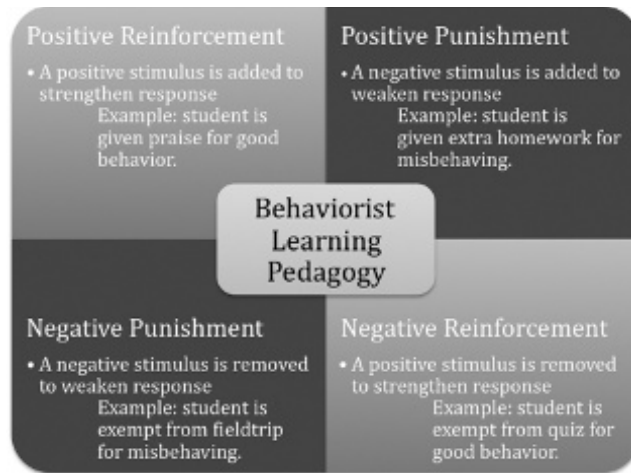 Positive Reinforcement
• A positive stimulus is added to
strengthen response
Example: student is
given praise for good
behavior.
Positive Punishment
• A negative stimulus is added to
weaken response
Example: student is
given extra homework for
misbehaving.
Behaviorist
Learning
Pedagogy
Negative Punishment
• A negative stimulus is removed
to weaken response
Example: student is
exempt from fieldtrip
for misbehaving.
Negative Reinforcement
• A positive stimulus is removed
to strengthen response
Example: student is
exempt from quiz for
good behavior.